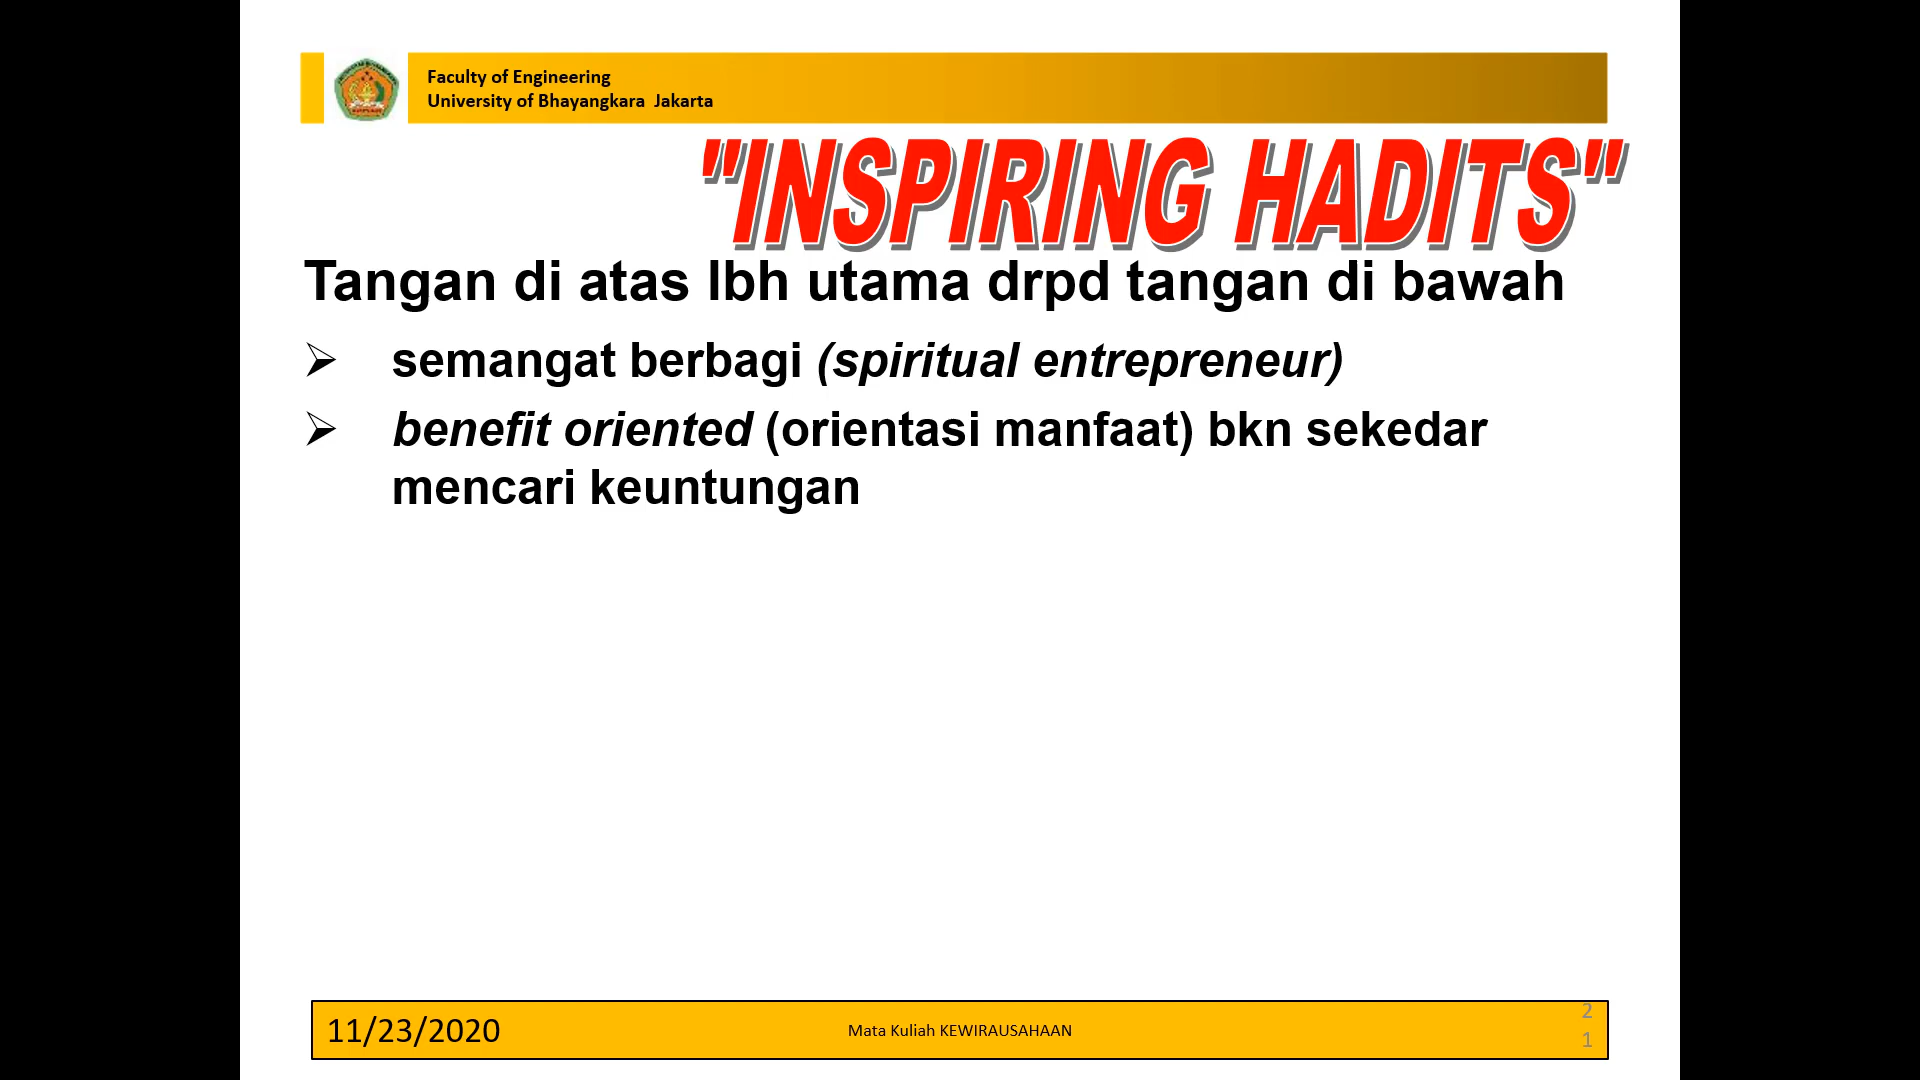 Faculty of Engineering
University of Bhayangkara Jakarta
"INSPIRING HADITS"
Tangan di atas lbh utama drpd tangan di bawah
semangat berbagi (spiritual entrepreneur)
benefit oriented (orientasi manfaat) bkn sekedar
mencari keuntungan
11/23/2020
Mata Kuliah KEWIRAUSAHAAN
2
1